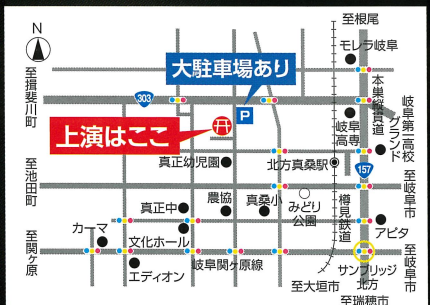 N
至根尾
モレラ岐阜
大駐車場あり
至揖斐川町
303
本巣縦貫道
P
岐阜高専
岐阜第一高校
グランド
上演はここ
真正幼児園
北方真桑駅
157
至池田町
至岐阜市
真正中
農協
真桑小
みどり
公園
樽見鉄道
アピタ
カーマ
文化ホール
至関ヶ原
エディオン
岐阜関ケ原線
至岐阜市
サンブリッジ
北方
至大垣市
至瑞穂市